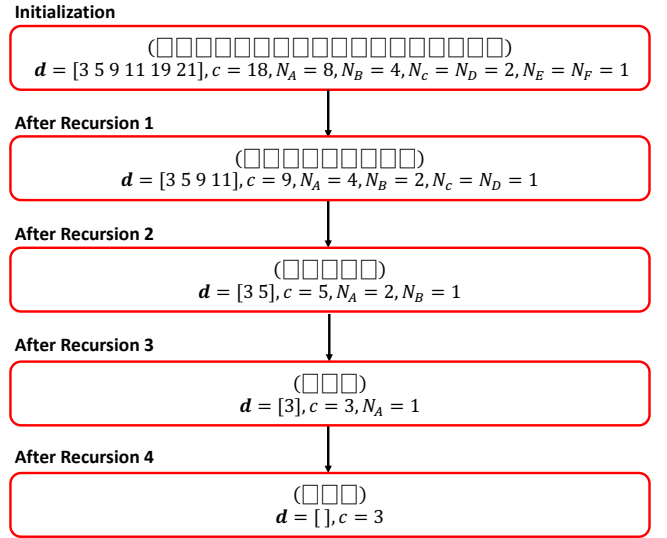 Initialization
(□□□□□□□□□□□□□□□□□□)
d = [3 5 9 11 19 21], c = 18, N_A = 8, N_B = 4, N_c = N_D = 2, N_E = N_F = 1
After Recursion 1
(□□□□□□□□□)
d = [3 5 9 11], c = 9, N_A = 4, N_B = 2, N_c = N_D = 1
After Recursion 2
(□□□□□)
d = [3 5], c = 5, N_A = 2, N_B = 1
After Recursion 3
(□□□)
d = [3], c = 3, N_A = 1
After Recursion 4
(□□□)
d = [ ], c = 3